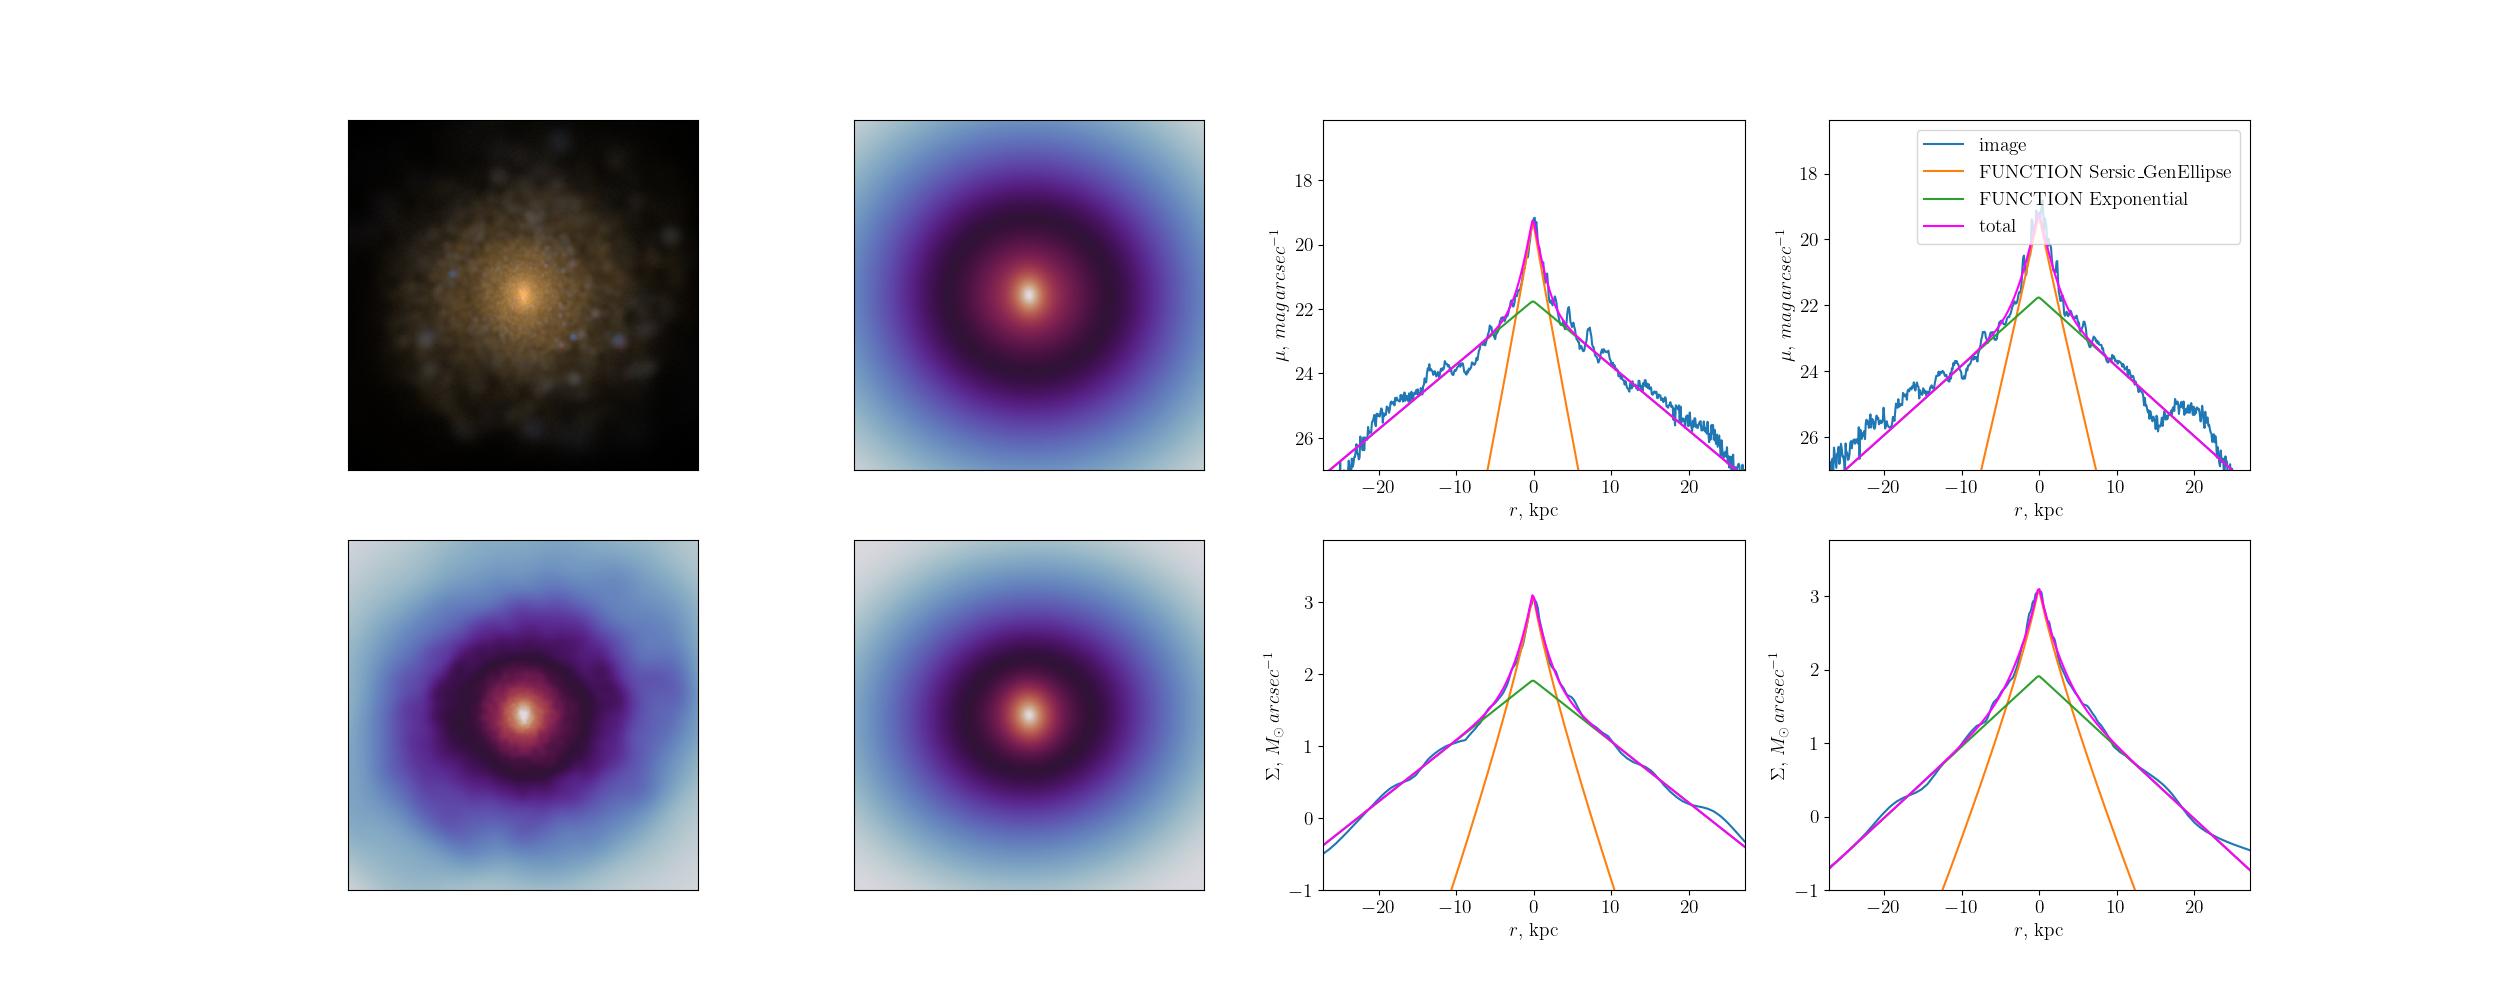 18
20
22
24
26
μ, mag arcsec⁻¹
−20 −10 0 10 20
r, kpc
18
20
22
24
26
μ, mag arcsec⁻¹
image
FUNCTION Sersic_GenEllipse
FUNCTION Exponential
total
−20 −10 0 10 20
r, kpc
3
2
1
0
−1
Σ, M⊙ arcsec⁻¹
−20 −10 0 10 20
r, kpc
3
2
1
0
−1
Σ, M⊙ arcsec⁻¹
−20 −10 0 10 20
r, kpc